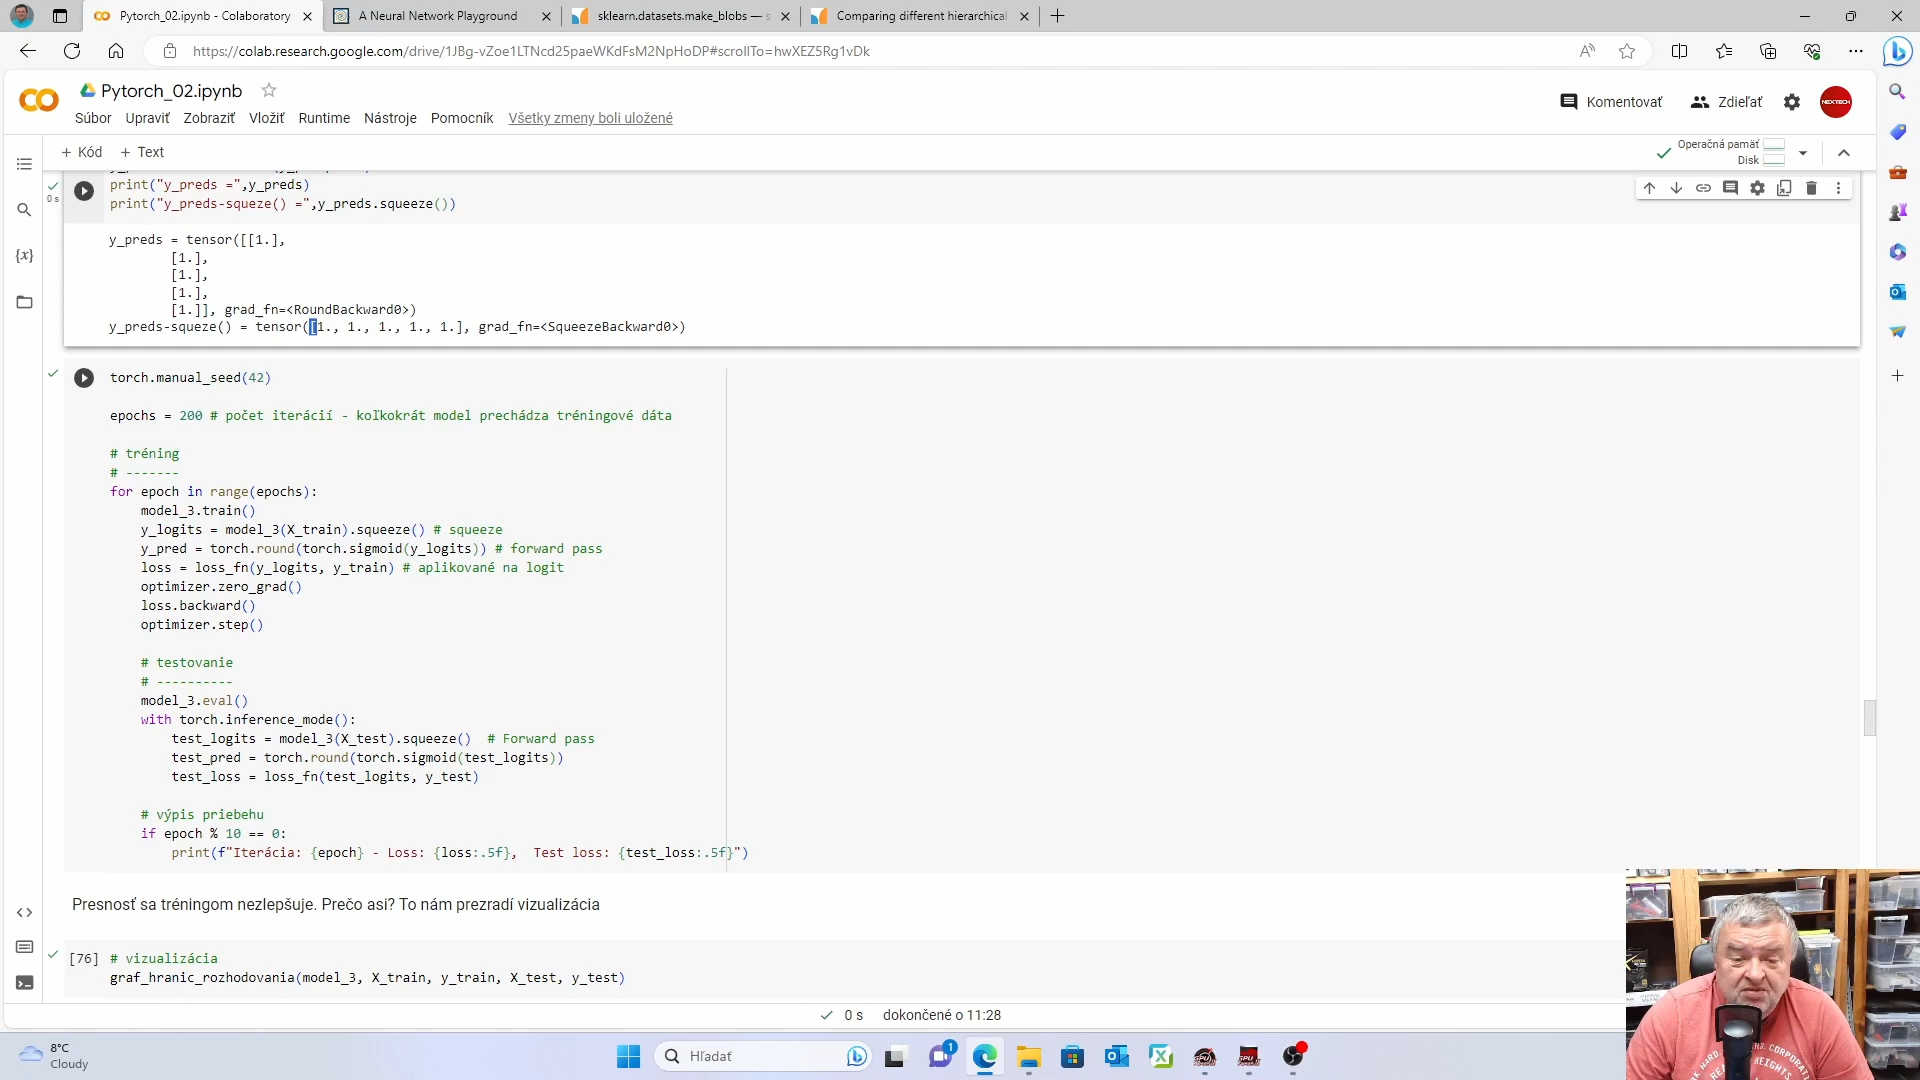 Pytorch_02.ipynb - Colaboratory
A Neural Network Playground
sklearn.datasets.make_blobs — s
Comparing different hierarchical
https://colab.research.google.com/drive/1JBg-vZoe1LTNcd25paeWKdFsM2NpHoDP#scrollTo=hwXEZ5Rg1vDk
Pytorch_02.ipynb
Súbor Upraviť Zobraziť Vložiť Runtime Nástroje Pomocník Všetky zmeny boli uložené
Komentovať Zdieľať
NEXTECH
+ Kód + Text
Operačná pamäť
Disk
0 s
print("y_preds =",y_preds)
print("y_preds-squeze() =",y_preds.squeeze())
y_preds = tensor([[1.],
[1.],
[1.],
[1.],
[1.]], grad_fn=<RoundBackward0>)
y_preds-squeze() = tensor([1., 1., 1., 1., 1.], grad_fn=<SqueezeBackward0>)
torch.manual_seed(42)
epochs = 200 # počet iterácií - koľkokrát model prechádza tréningové dáta
# tréning
# -------
for epoch in range(epochs):
model_3.train()
y_logits = model_3(X_train).squeeze() # squeeze
y_pred = torch.round(torch.sigmoid(y_logits)) # forward pass
loss = loss_fn(y_logits, y_train) # aplikované na logit
optimizer.zero_grad()
loss.backward()
optimizer.step()
# testovanie
# ----------
model_3.eval()
with torch.inference_mode():
test_logits = model_3(X_test).squeeze()  # Forward pass
test_pred = torch.round(torch.sigmoid(test_logits))
test_loss = loss_fn(test_logits, y_test)
# výpis priebehu
if epoch % 10 == 0:
print(f"Iterácia: {epoch} - Loss: {loss:.5f},  Test loss: {test_loss:.5f}")
Presnosť sa tréningom nezlepšuje. Prečo asi? To nám prezradí vizualizácia
[76] # vizualizácia
graf_hranic_rozhodovania(model_3, X_train, y_train, X_test, y_test)
0 s dokončené o 11:28
8°C
Cloudy
Hľadať
1